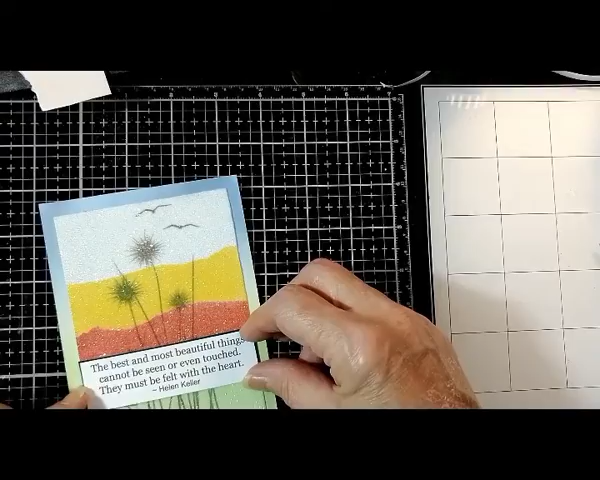 The best and most beautiful things
cannot be seen or even touched.
They must be felt with the heart.
~ Helen Keller